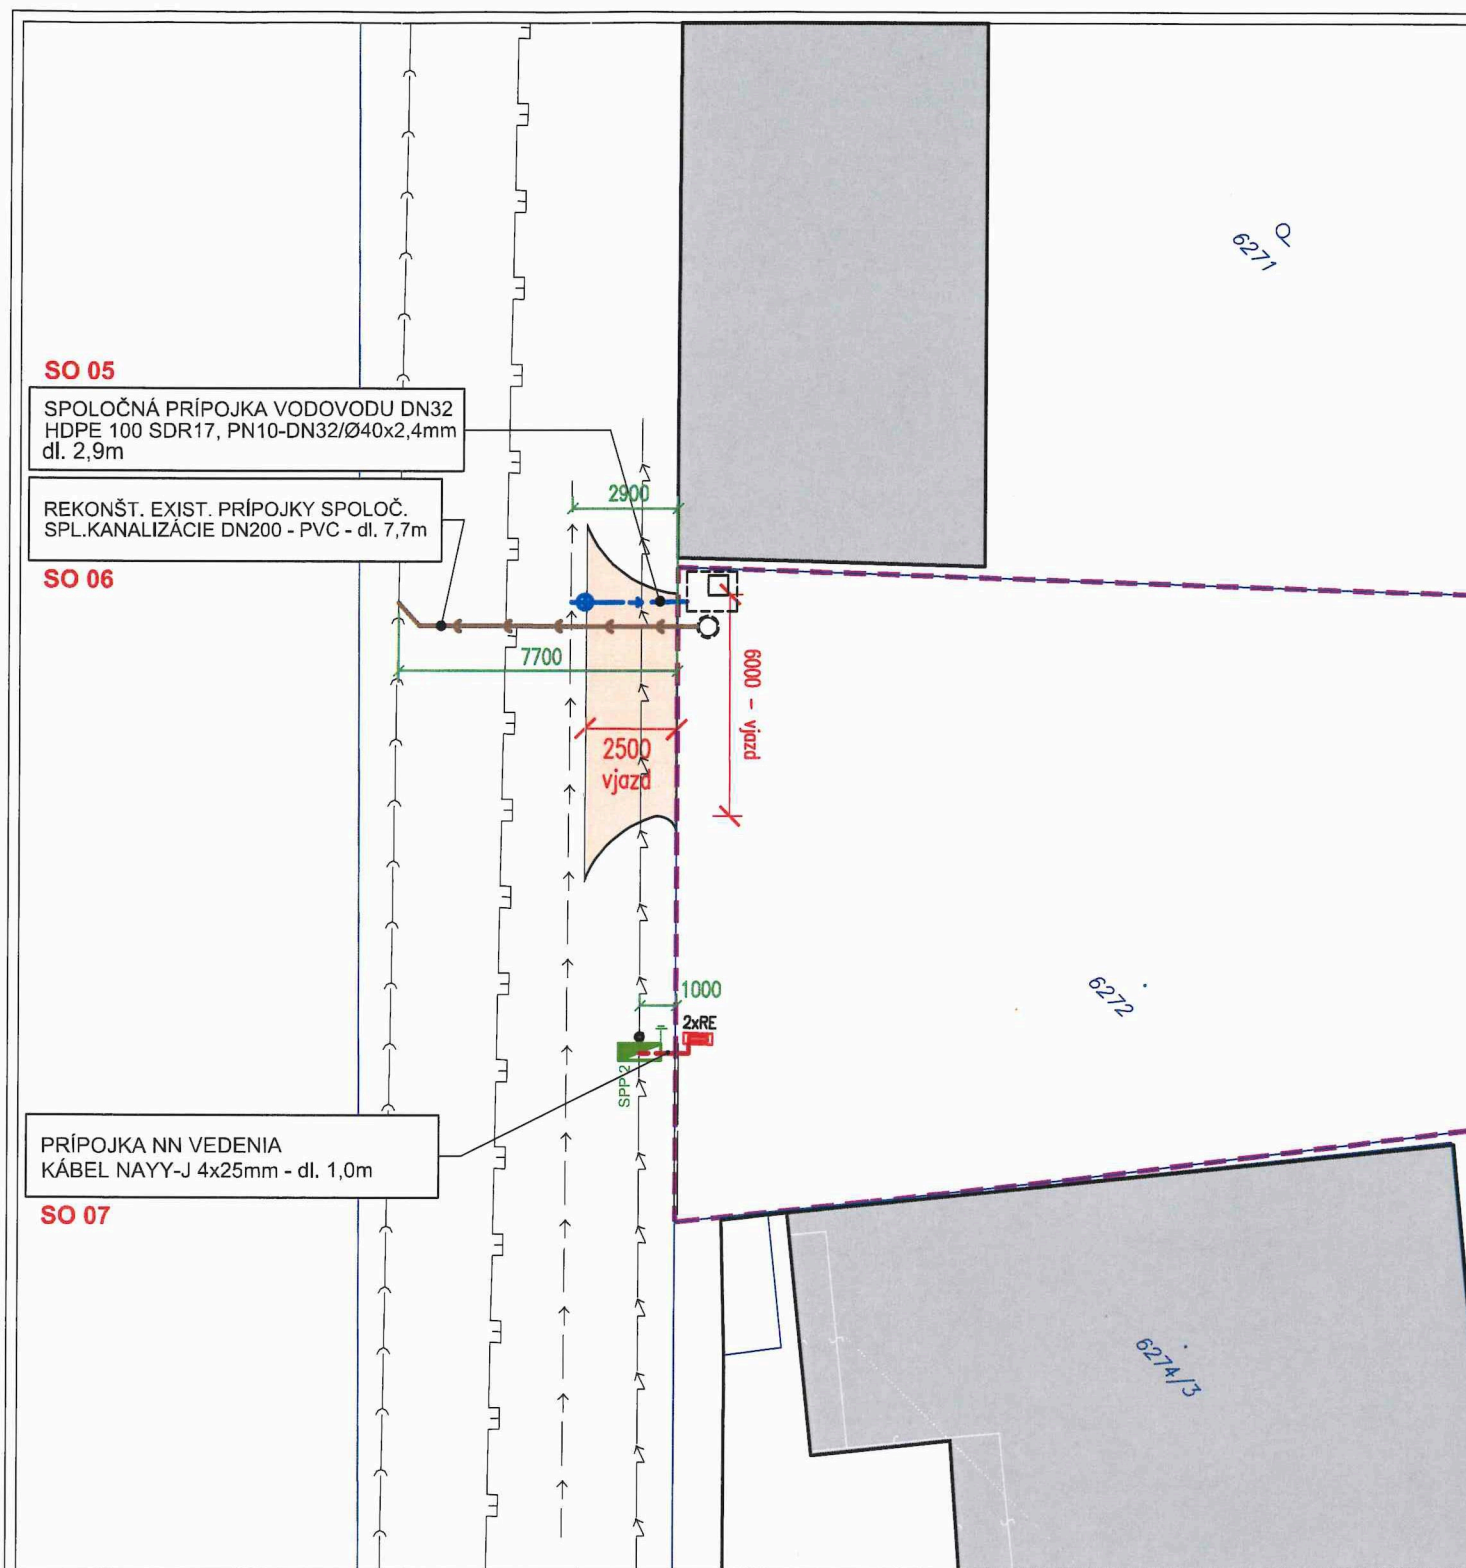 6271
SO 05
SPOLOČNÁ PRÍPOJKA VODOVODU DN32
HDPE 100 SDR17, PN10-DN32/Ø40x2,4mm
dl. 2,9m
REKONŠT. EXIST. PRÍPOJKY SPOLOČ.
SPL.KANALIZÁCIE DN200 - PVC - dl. 7,7m
SO 06
2900
7700
6000 - vjazd
2500
vjazd
6272
1000
2xRE
SPP 2
PRÍPOJKA NN VEDENIA
KÁBEL NAYY-J 4x25mm - dl. 1,0m
SO 07
6274/3